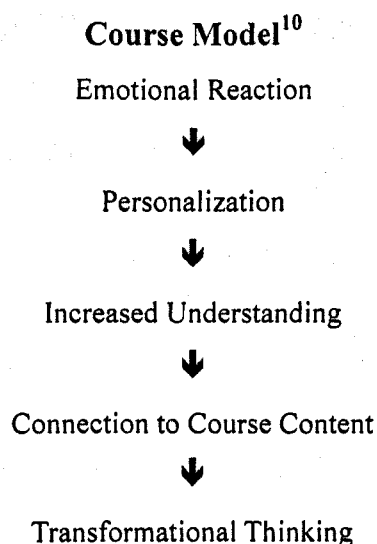 Course Model¹⁰
Emotional Reaction
Personalization
Increased Understanding
Connection to Course Content
Transformational Thinking